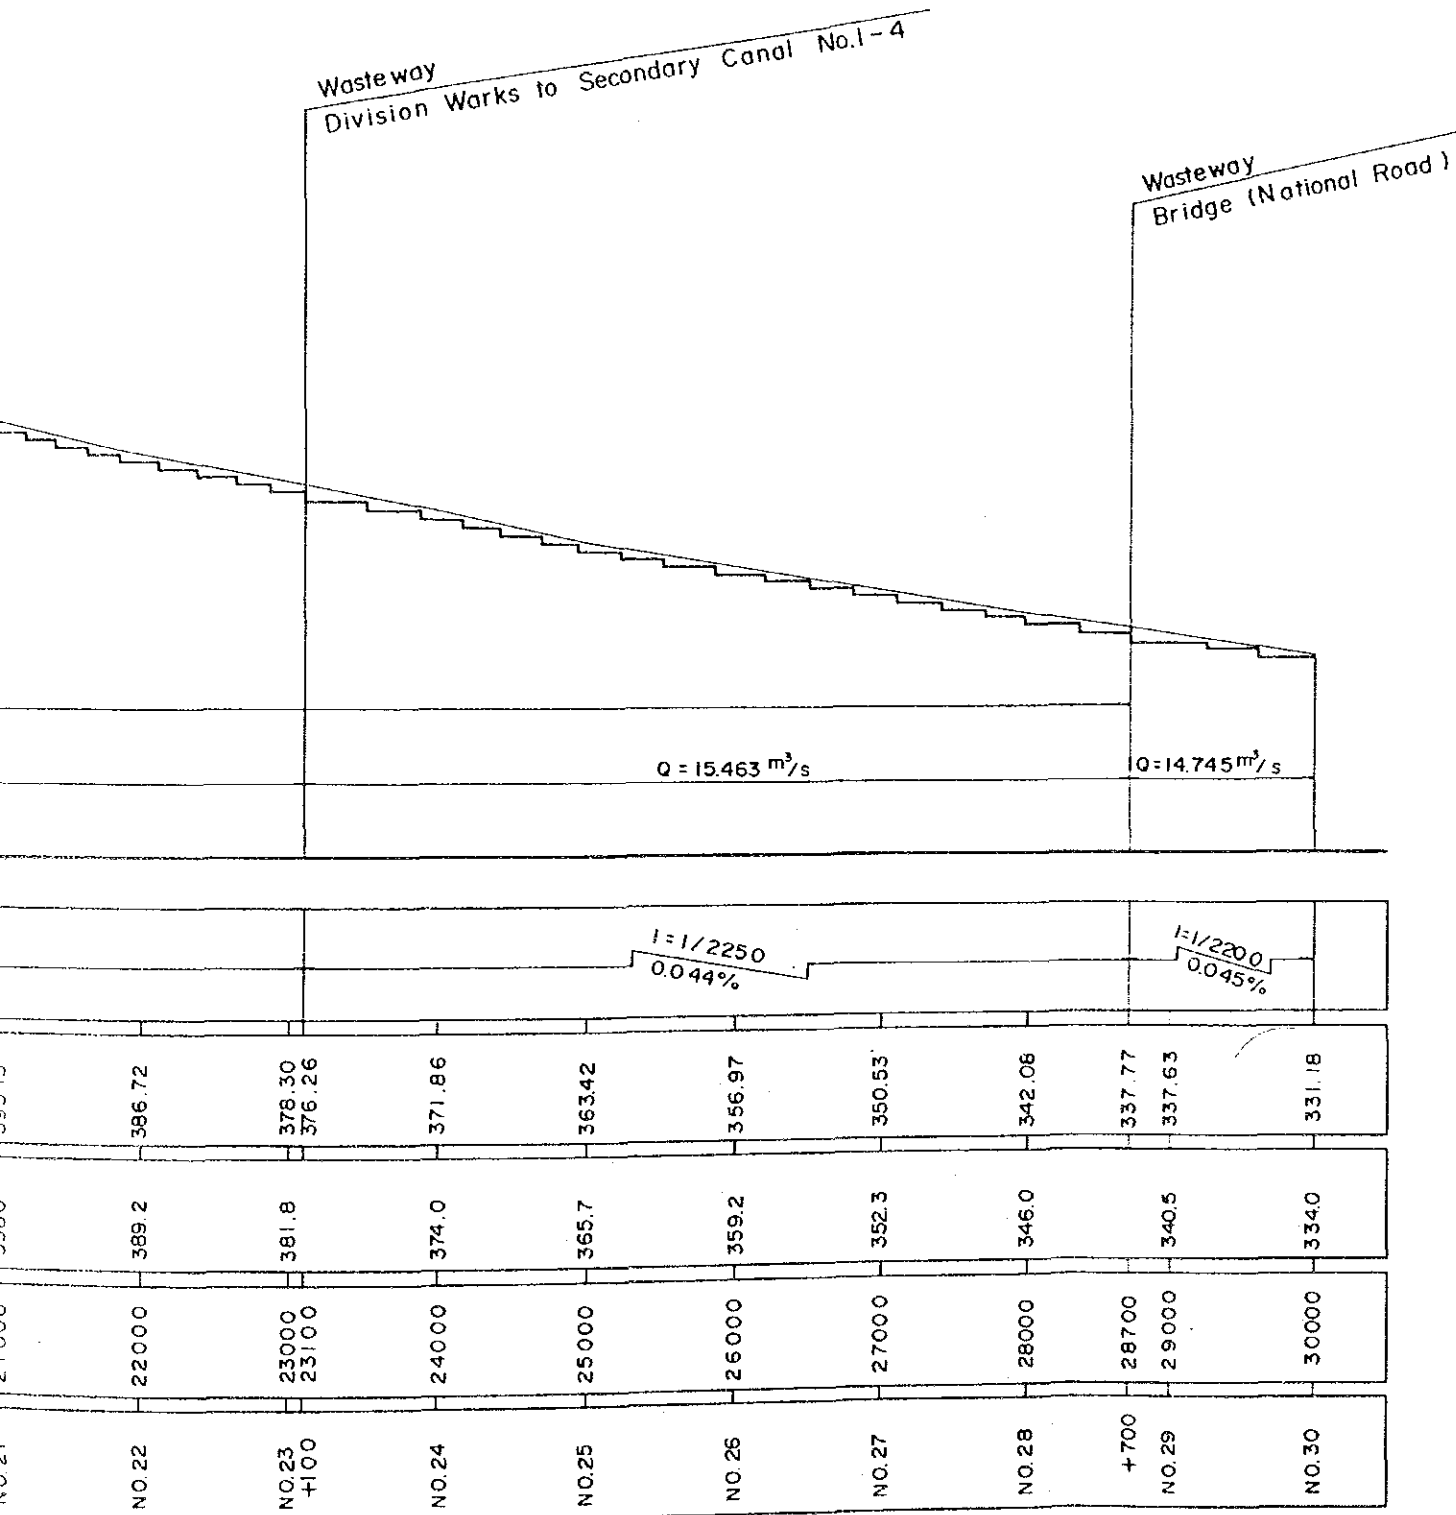 Wasteway
Division Warks to Secondary Canal No.1-4
Wasteway
Bridge (National Road)
Q = 15.463 m³/s
Q = 14.745 m³/s
I = 1/2250
0.044%
I = 1/2200
0.045%
386.72
378.30
376.26
371.86
363.42
356.97
350.53
342.08
337.77
337.63
331.18
389.2
381.8
374.0
365.7
359.2
352.3
346.0
340.5
334.0
22000
23000
23100
24000
25000
26000
27000
28000
28700
29000
30000
NO.21
NO.22
NO.23
+100
NO.24
NO.25
NO.26
NO.27
NO.28
+700
NO.29
NO.30